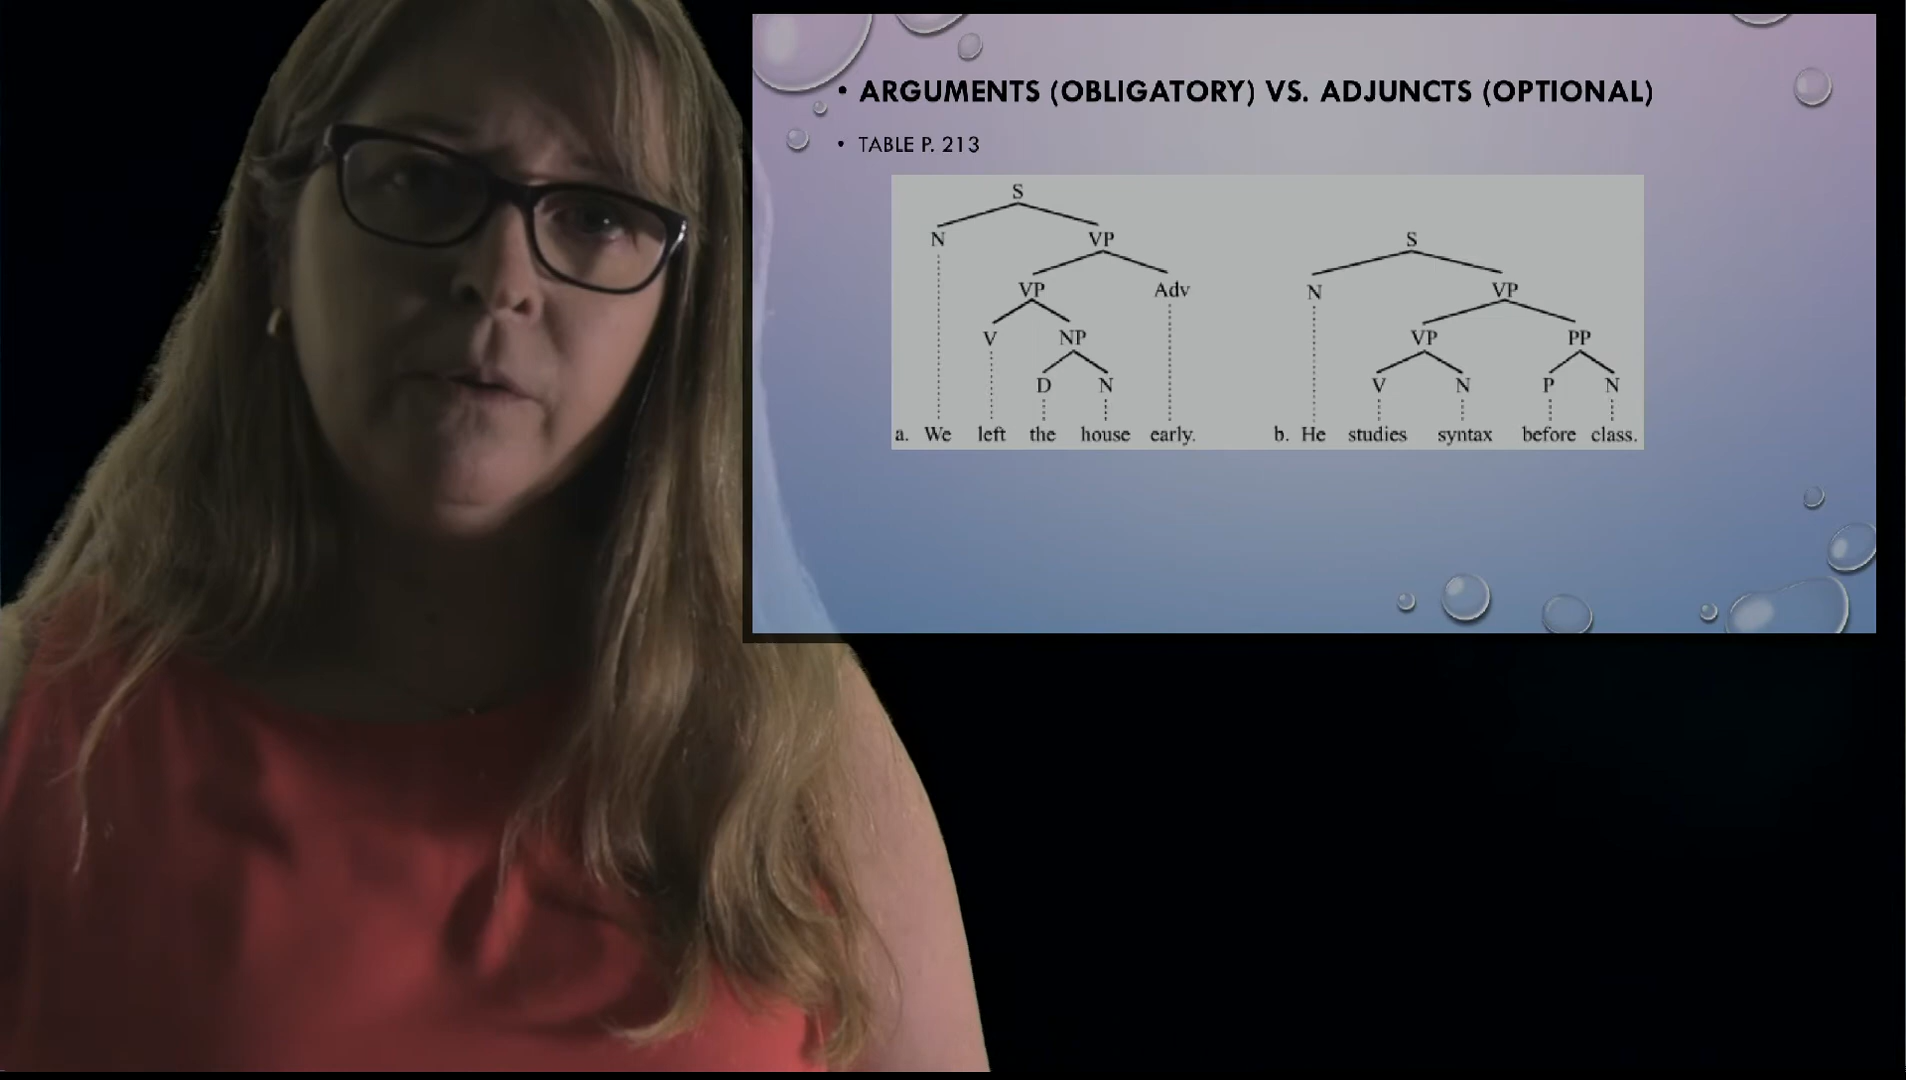 • ARGUMENTS (OBLIGATORY) VS. ADJUNCTS (OPTIONAL)
• TABLE P. 213
S
N VP
VP Adv
V NP
D N
a. We left the house early.
S
N VP
VP PP
V N P N
b. He studies syntax before class.